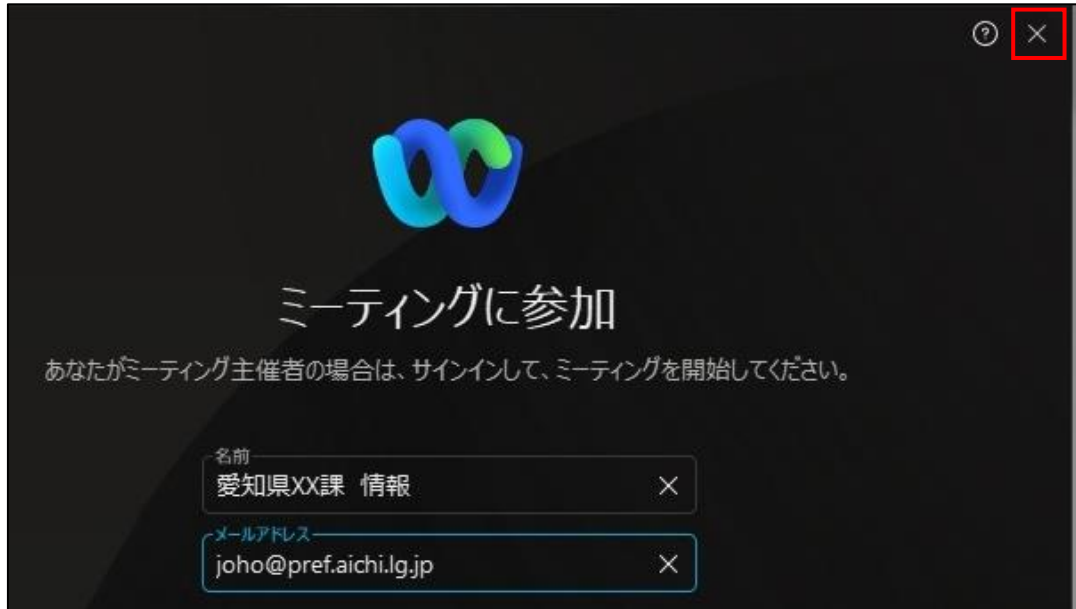 ミーティングに参加
あなたがミーティング主催者の場合は、サインインして、ミーティングを開始してください。
名前
愛知県XX課 情報
メールアドレス
joho@pref.aichi.lg.jp